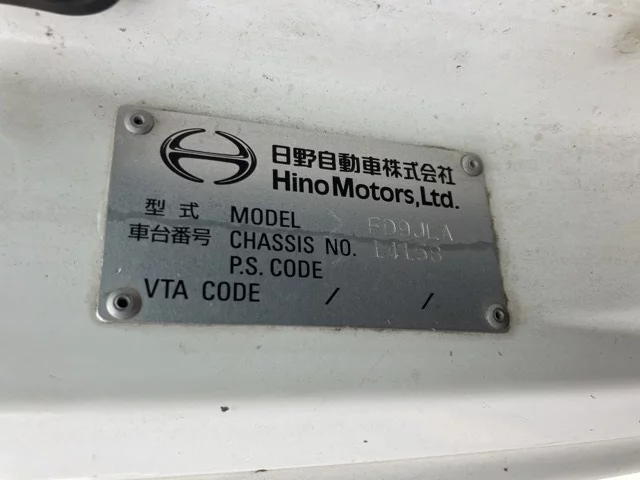 日野自動車株式会社
Hino Motors, Ltd.
型式 MODEL FD9JLA
車台番号 CHASSIS NO. 14158
P.S. CODE
VTA CODE / /